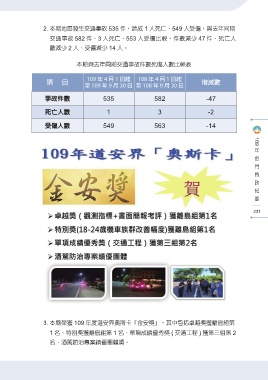 2. 本期地區發生交通事故 535 件，造成 1 人死亡、549 人受傷，與去年同期
交通事故 582 件、3 人死亡、553 人受傷比較，件數減少 47 件、死亡人
數減少 2 人、受傷減少 14 人。
本期與去年同期交通事故件數死傷人數比較表
項　目　109 年 4 月 1 日起至 109 年 9 月 30 日　108 年 4 月 1 日起至 108 年 9 月 30 日　增減數
事故件數　535　582　-47
死亡人數　1　3　-2
受傷人數　549　563　-14
109年道安界「奧斯卡」
金安獎
賀
➢卓越獎（觀測指標+書面簡報考評）獲離島組第1名
➢特別獎(18-24歲機車族群改善幅度)獲離島組第1名
➢單項成績優秀獎（交通工程）獲第三組第2名
➢酒駕防治專案績優團體
3. 本縣榮獲 109 年度道安界奧斯卡「金安獎」，其中包括卓越獎獲離島組第
1 名、特別獎獲離島組第 1 名、單項成績優秀獎（交通工程）獲第三組第 2
名、酒駕防治專案績優團體獎。